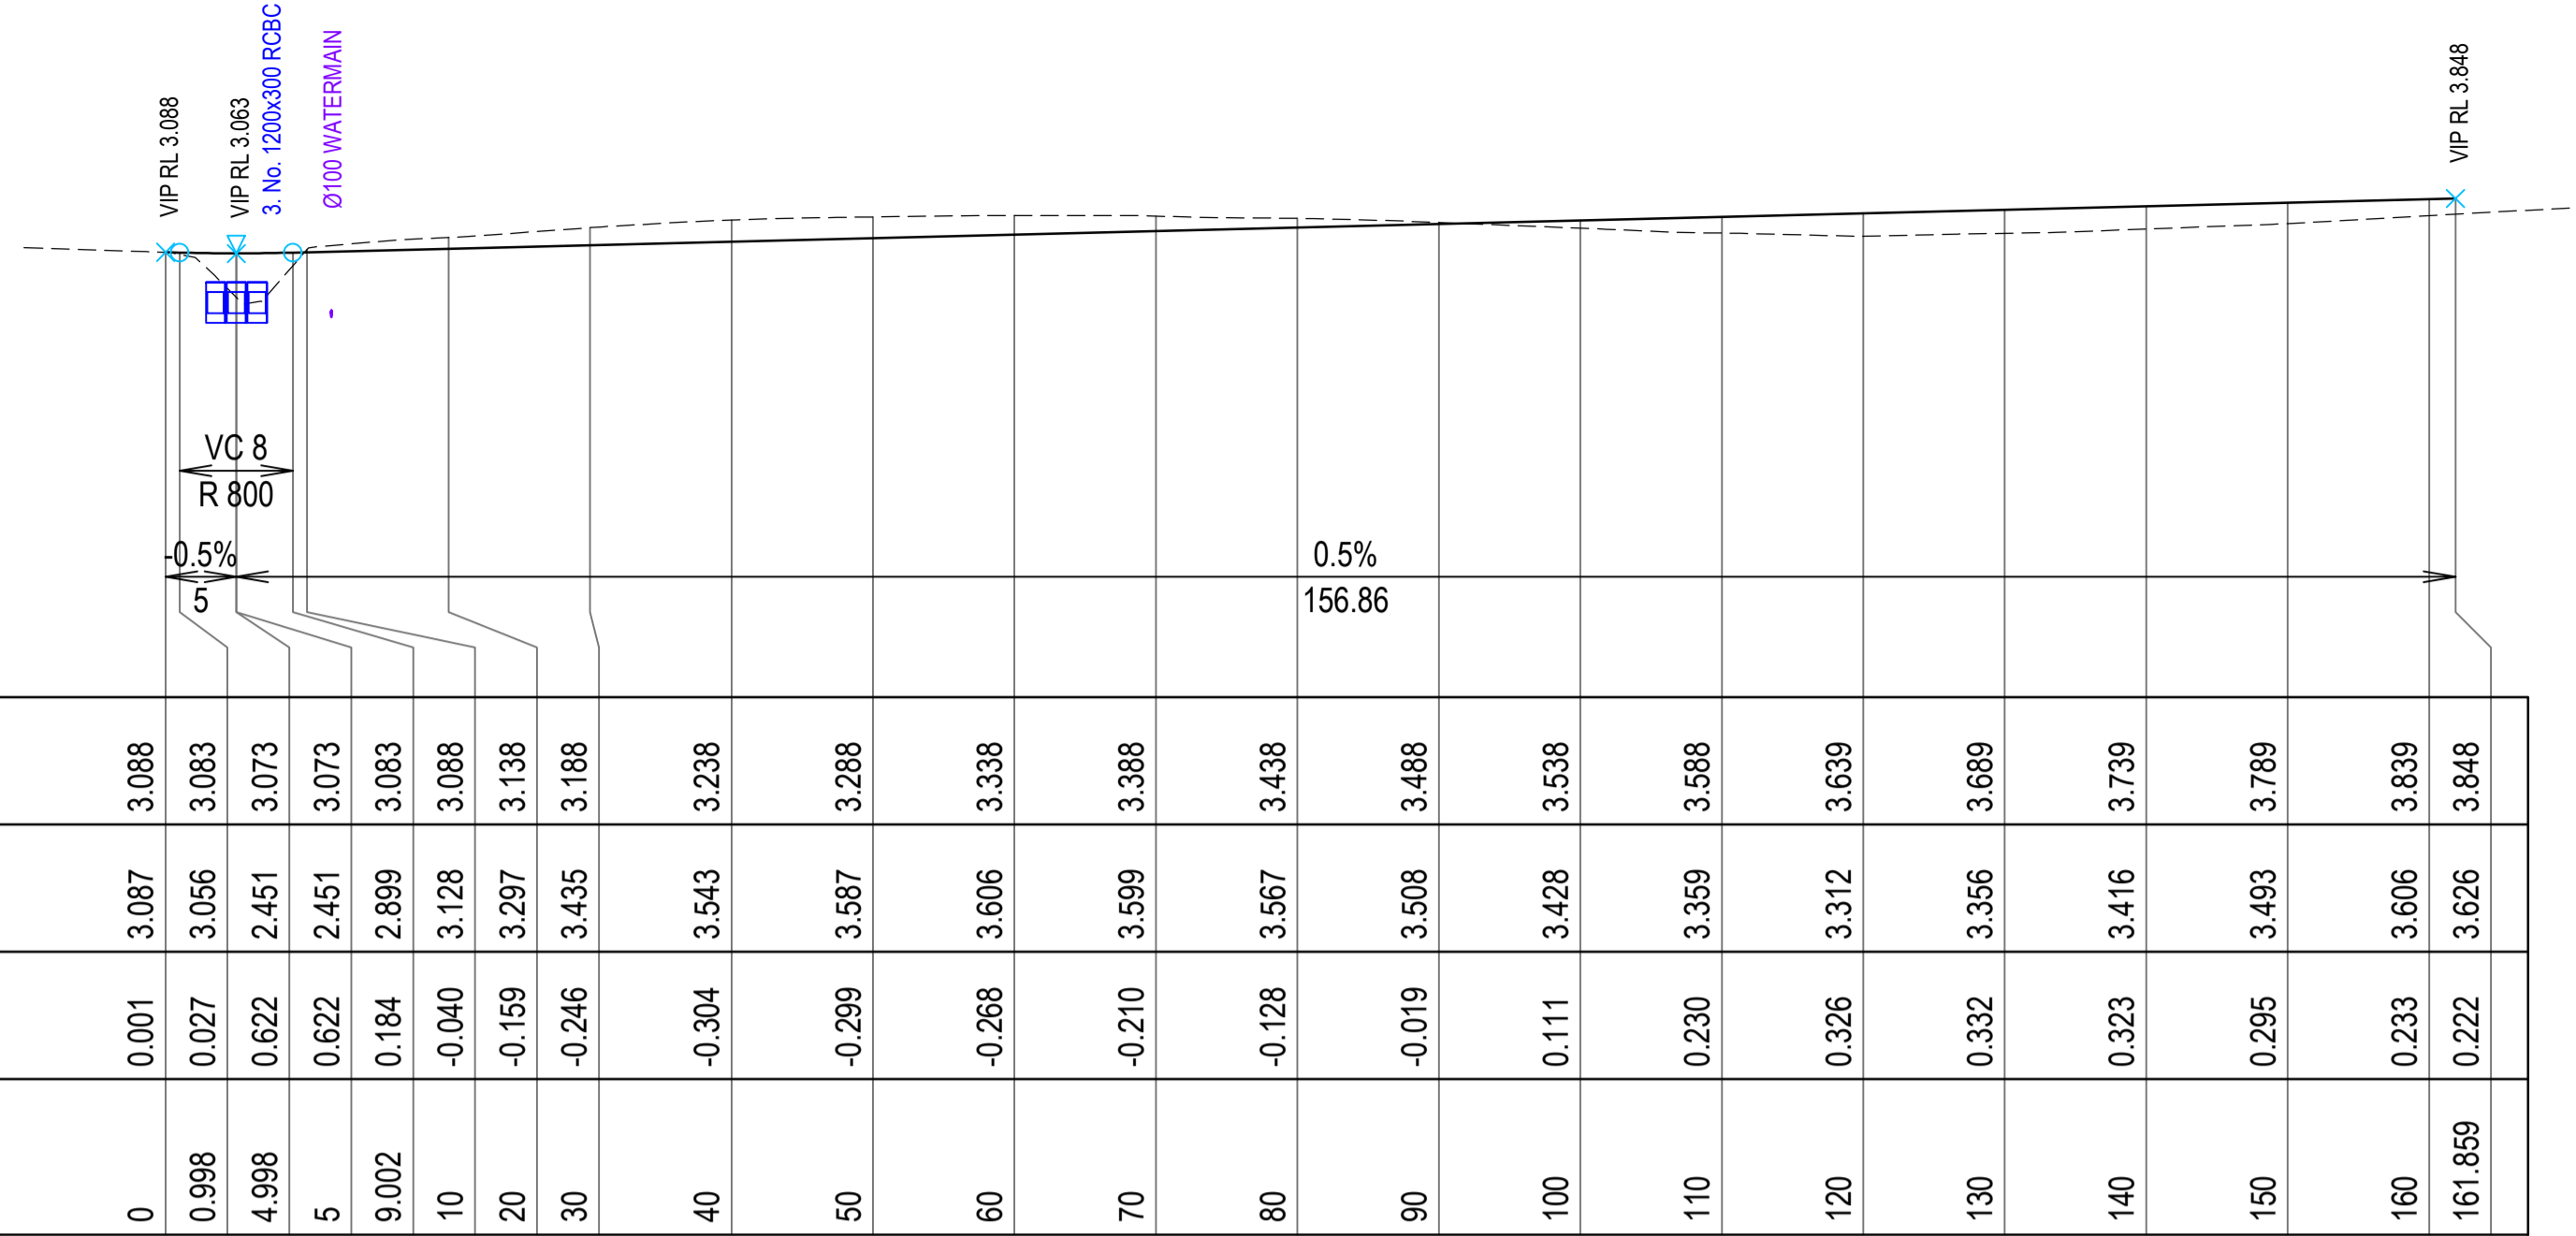 VIP RL 3.088
VIP RL 3.063
3. No. 1200x300 RCBC
Ø100 WATERMAIN
VIP RL 3.848
VC 8
R 800
-0.5%
5
0.5%
156.86
3.088 3.083 3.073 3.073 3.083 3.088 3.138 3.188 3.238 3.288 3.338 3.388 3.438 3.488 3.538 3.588 3.639 3.689 3.739 3.789 3.839 3.848
3.087 3.056 2.451 2.451 2.899 3.128 3.297 3.435 3.543 3.587 3.606 3.599 3.567 3.508 3.428 3.359 3.312 3.356 3.416 3.493 3.606 3.626
0.001 0.027 0.622 0.622 0.184 -0.040 -0.159 -0.246 -0.304 -0.299 -0.268 -0.210 -0.128 -0.019 0.111 0.230 0.326 0.332 0.323 0.295 0.233 0.222
0 0.998 4.998 5 9.002 10 20 30 40 50 60 70 80 90 100 110 120 130 140 150 160 161.859